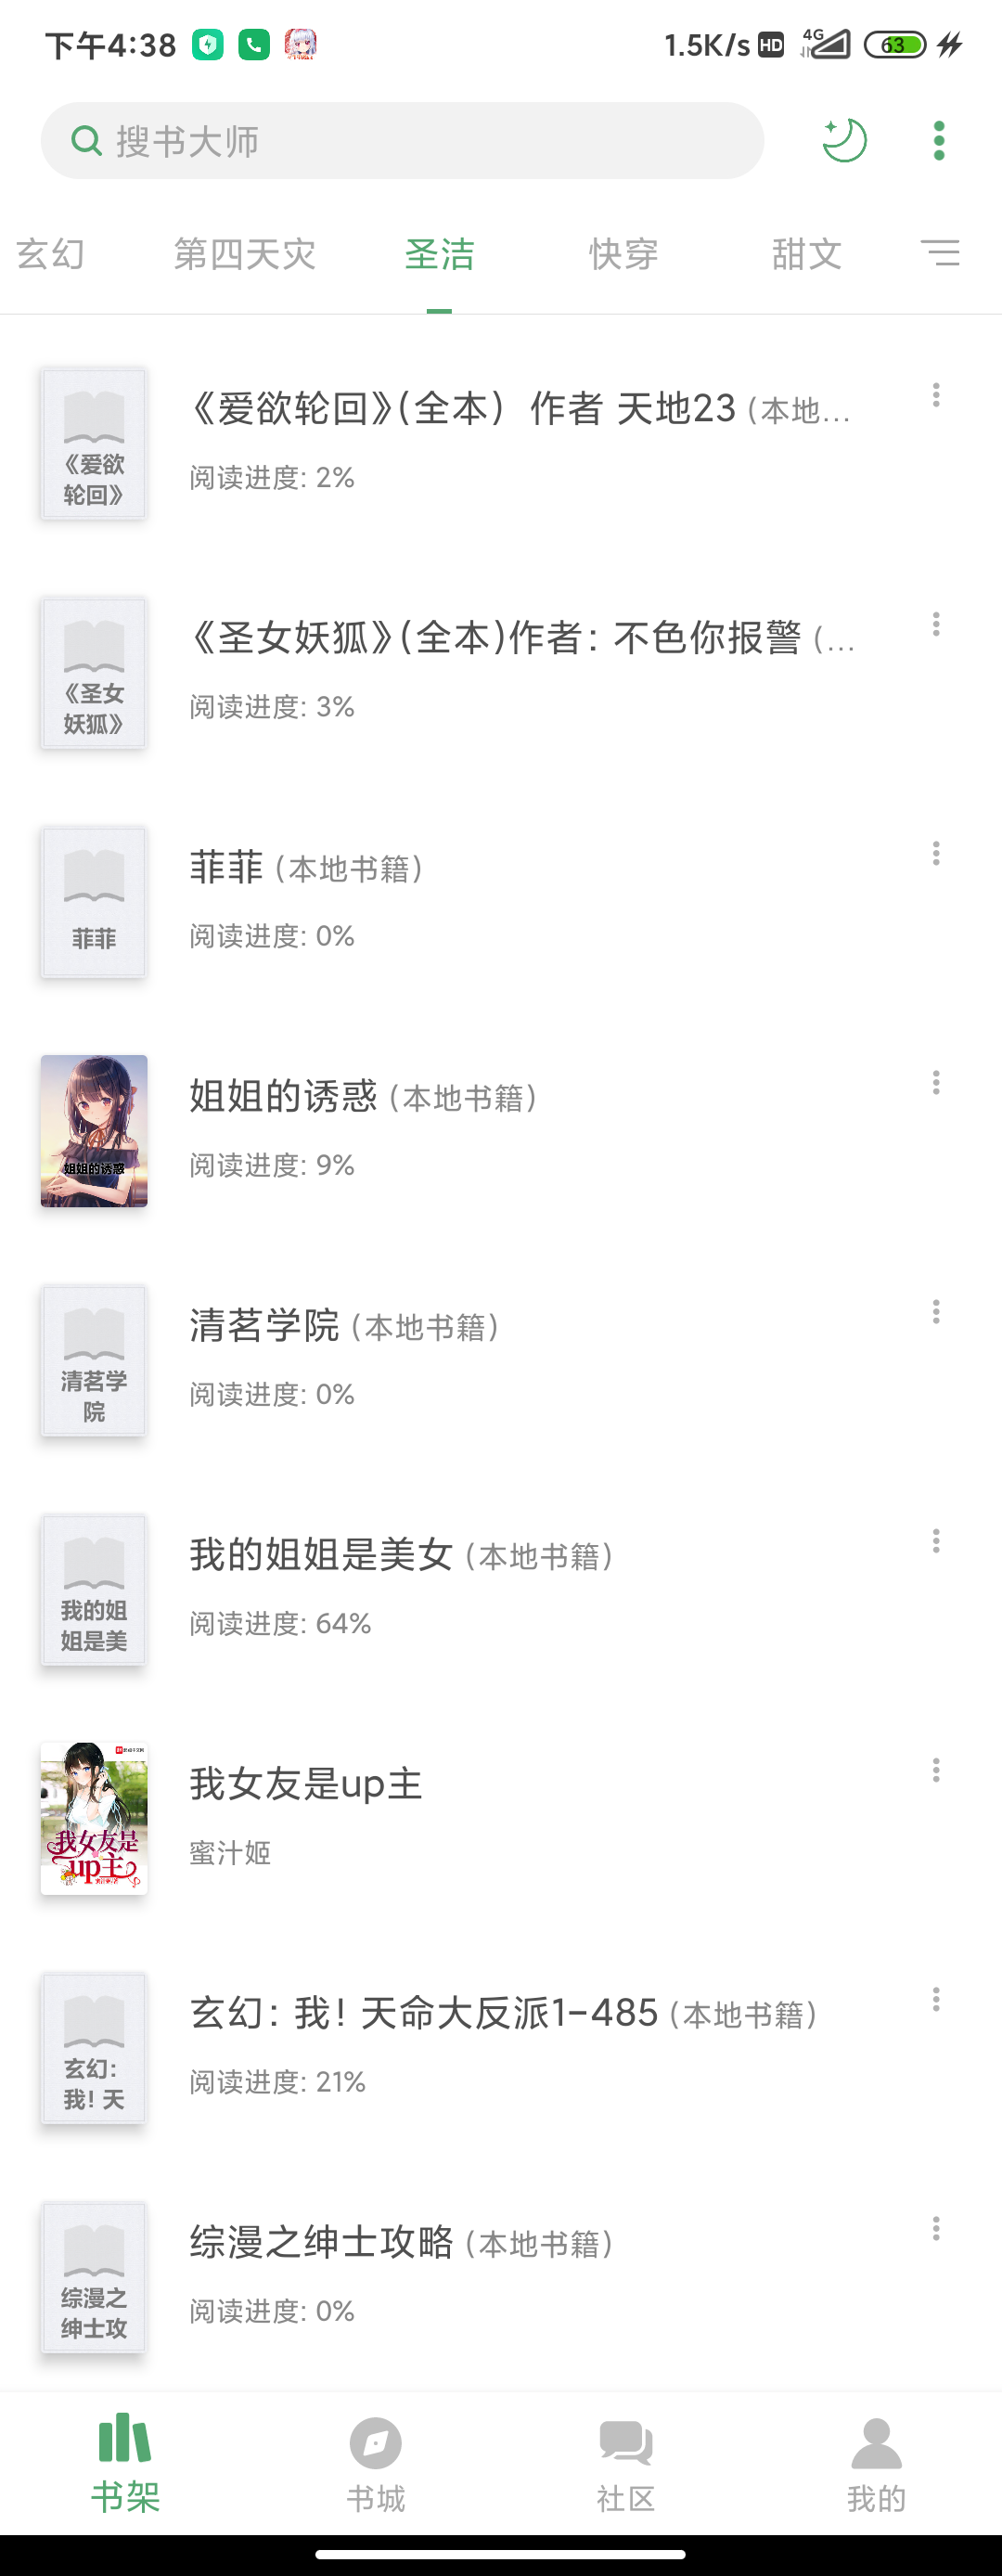 下午4:38
1.5K/s HD 4G 63
搜书大师
玄幻 第四天灾 圣洁 快穿 甜文
《爱欲轮回》(全本) 作者 天地23 (本地...
阅读进度: 2%
《爱欲
轮回》
《圣女妖狐》(全本)作者: 不色你报警 (...
阅读进度: 3%
《圣女
妖狐》
菲菲 (本地书籍)
阅读进度: 0%
菲菲
姐姐的诱惑 (本地书籍)
阅读进度: 9%
姐姐的诱惑
清茗学院 (本地书籍)
阅读进度: 0%
清茗学
院
我的姐姐是美女 (本地书籍)
阅读进度: 64%
我的姐
姐是美
我女友是up主
蜜汁姬
我女友是
up主
玄幻: 我! 天命大反派1-485 (本地书籍)
阅读进度: 21%
玄幻:
我! 天
综漫之绅士攻略 (本地书籍)
阅读进度: 0%
综漫之
绅士攻
书架 书城 社区 我的